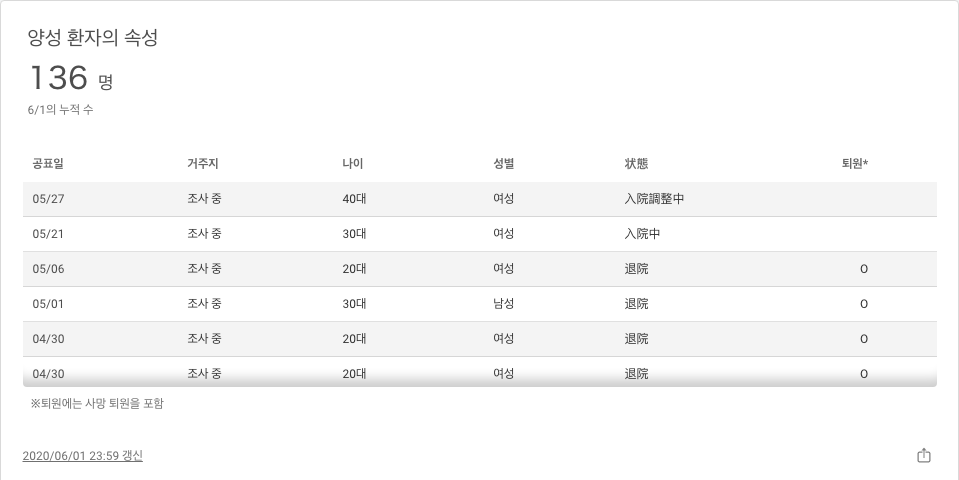 양성 환자의 속성
136 명
6/1의 누적 수
공표일 거주지 나이 성별 状態 퇴원*
05/27 조사 중 40대 여성 入院調整中
05/21 조사 중 30대 여성 入院中
05/06 조사 중 20대 여성 退院 O
05/01 조사 중 30대 남성 退院 O
04/30 조사 중 20대 여성 退院 O
04/30 조사 중 20대 여성 退院 O
※퇴원에는 사망 퇴원을 포함
2020/06/01 23:59 갱신